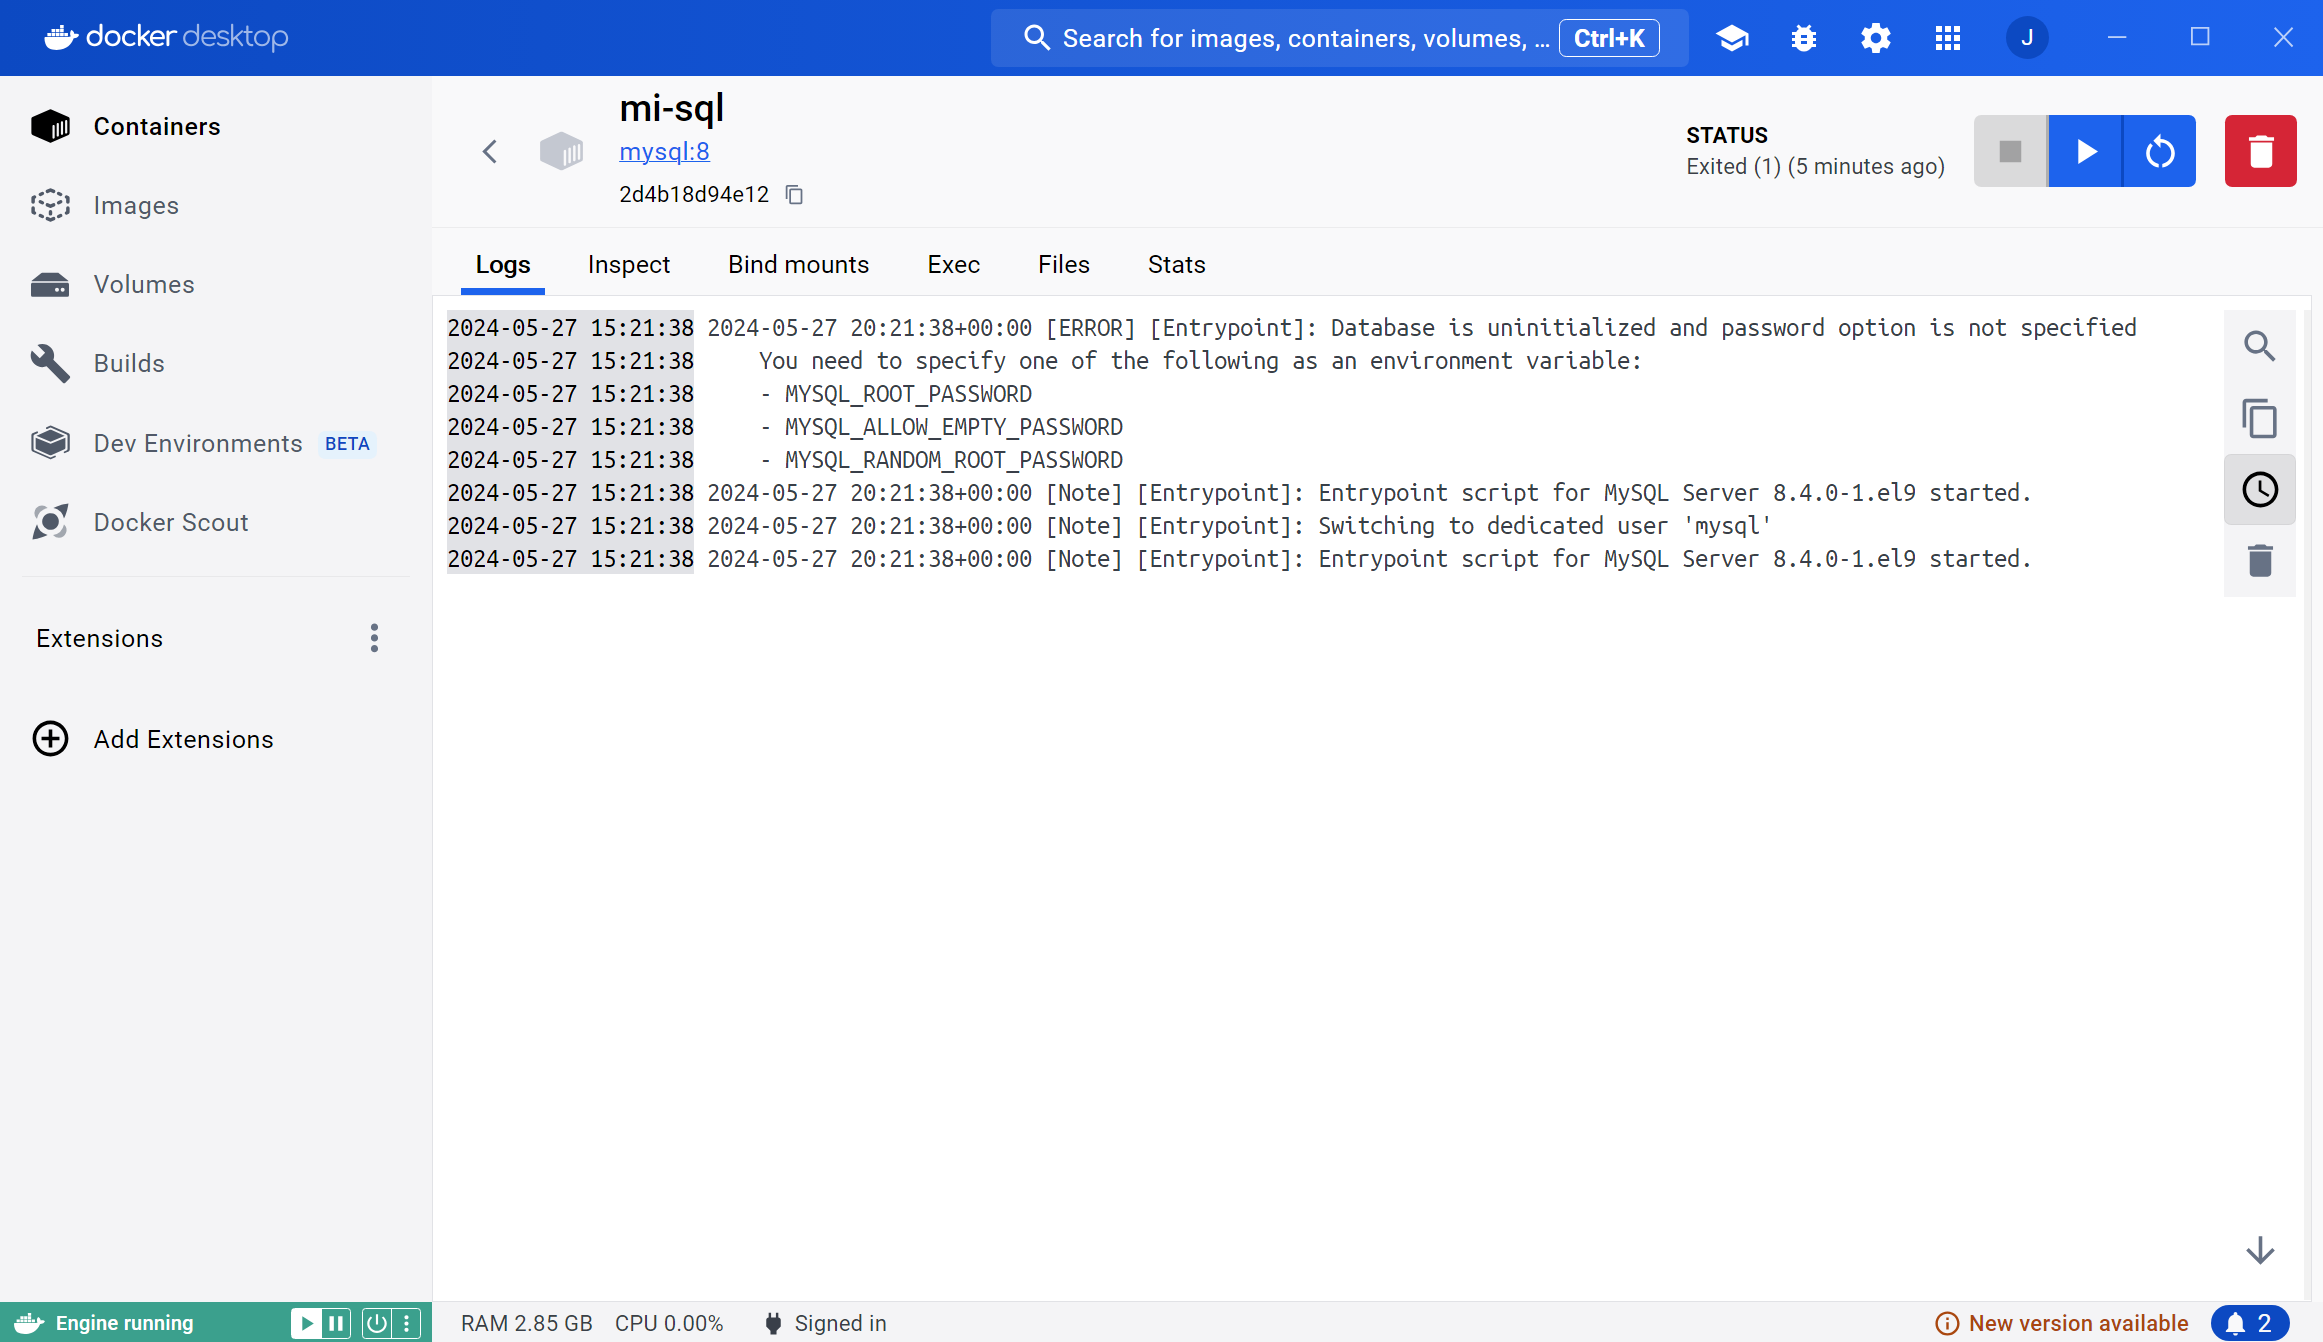 docker desktop
Search for images, containers, volumes, ... Ctrl+K
J
Containers
Images
Volumes
Builds
Dev Environments BETA
Docker Scout
Extensions
Add Extensions
mi-sql
mysql:8
2d4b18d94e12
STATUS
Exited (1) (5 minutes ago)
Logs Inspect Bind mounts Exec Files Stats
2024-05-27 15:21:38 2024-05-27 20:21:38+00:00 [ERROR] [Entrypoint]: Database is uninitialized and password option is not specified
2024-05-27 15:21:38 You need to specify one of the following as an environment variable:
2024-05-27 15:21:38 - MYSQL_ROOT_PASSWORD
2024-05-27 15:21:38 - MYSQL_ALLOW_EMPTY_PASSWORD
2024-05-27 15:21:38 - MYSQL_RANDOM_ROOT_PASSWORD
2024-05-27 15:21:38 2024-05-27 20:21:38+00:00 [Note] [Entrypoint]: Entrypoint script for MySQL Server 8.4.0-1.el9 started.
2024-05-27 15:21:38 2024-05-27 20:21:38+00:00 [Note] [Entrypoint]: Switching to dedicated user 'mysql'
2024-05-27 15:21:38 2024-05-27 20:21:38+00:00 [Note] [Entrypoint]: Entrypoint script for MySQL Server 8.4.0-1.el9 started.
Engine running
RAM 2.85 GB CPU 0.00% Signed in
New version available 2